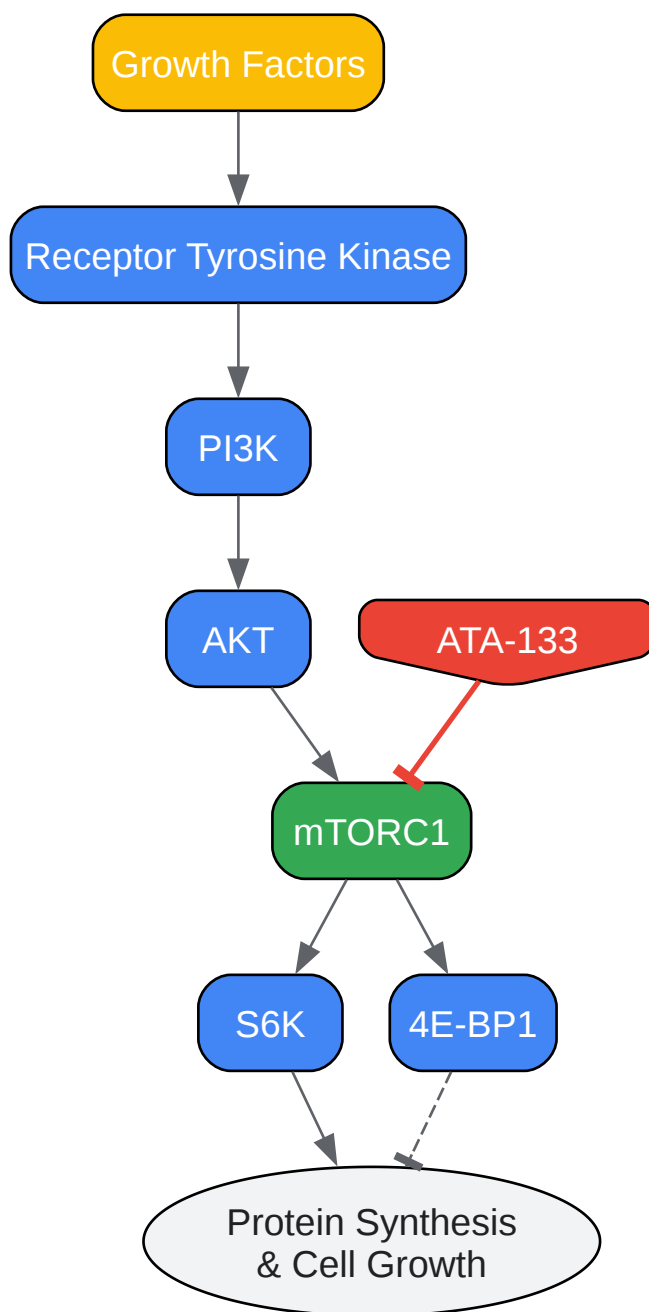 Growth Factors
Receptor Tyrosine Kinase
PI3K
AKT
ATA-133
mTORC1
S6K
4E-BP1
Protein Synthesis
& Cell Growth